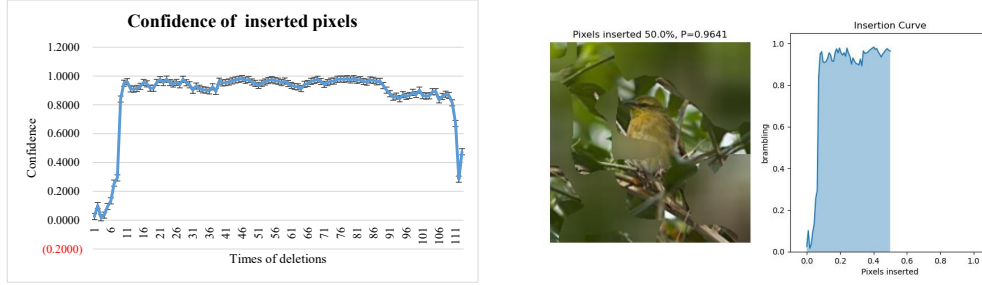 Confidence of inserted pixels
1.2000
1.0000
0.8000
0.6000
0.4000
0.2000
0.0000
(0.2000)
Confidence
1 6 11 16 21 26 31 36 41 46 51 56 61 66 71 76 81 86 91 96 101 106 111
Times of deletions
Pixels inserted 50.0%, P=0.9641
Insertion Curve
1.0
0.8
0.6
0.4
0.2
0.0
brambling
0.0 0.2 0.4 0.6 0.8 1.0
Pixels inserted